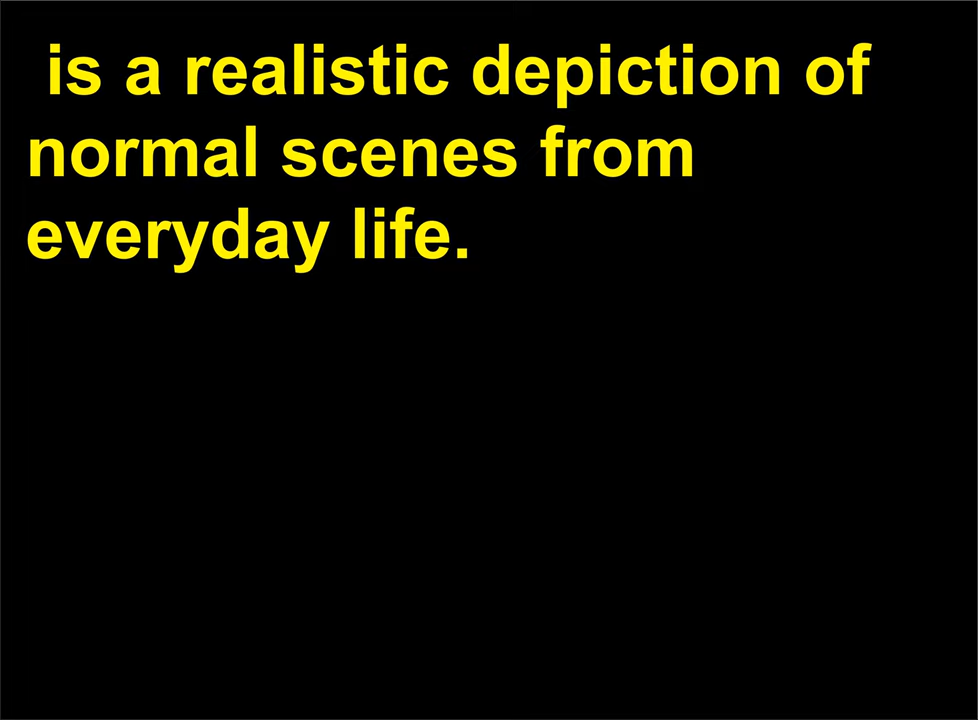 is a realistic depiction of
normal scenes from
everyday life.